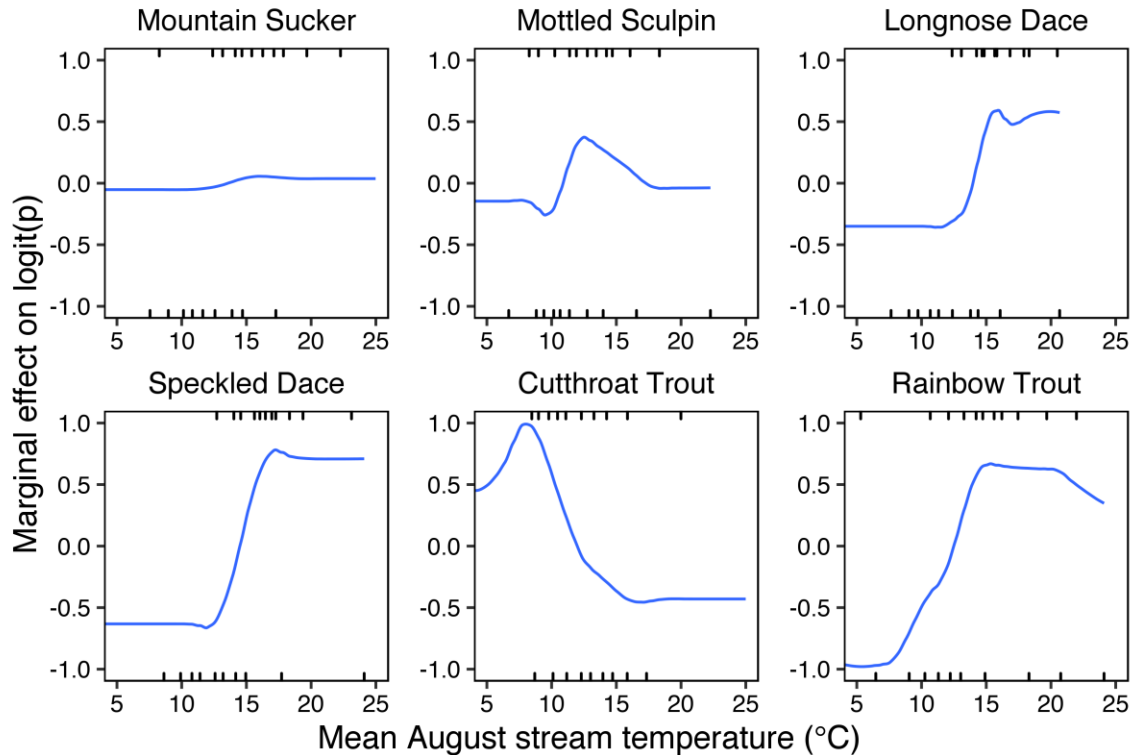 Mountain Sucker
Mottled Sculpin
Longnose Dace
1.0
0.5
0.0
-0.5
-1.0
5 10 15 20 25
1.0
0.5
0.0
-0.5
-1.0
5 10 15 20 25
1.0
0.5
0.0
-0.5
-1.0
5 10 15 20 25
Speckled Dace
Cutthroat Trout
Rainbow Trout
1.0
0.5
0.0
-0.5
-1.0
5 10 15 20 25
1.0
0.5
0.0
-0.5
-1.0
5 10 15 20 25
1.0
0.5
0.0
-0.5
-1.0
5 10 15 20 25
Marginal effect on logit(p)
Mean August stream temperature (°C)